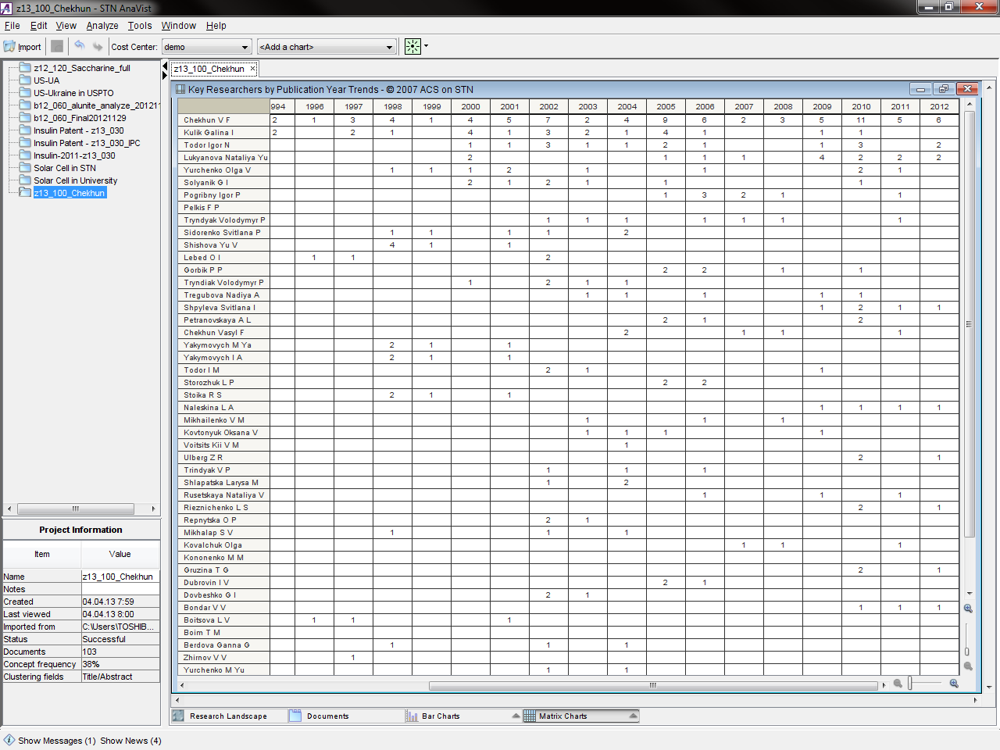 z13_100_Chekhun - STN AnaVist
File Edit View Analyze Tools Window Help
Import Cost Center: demo <Add a chart>
z12_120_Saccharine_full
US-UA
US-Ukraine in USPTO
b12_060_alunite_analyze_20121
b12_060_Final20121129
Insulin Patent - z13_030
Insulin Patent - z13_030_IPC
Insulin-2011-z13_030
Solar Cell in STN
Solar Cell in University
z13_100_Chekhun
Project Information
Item Value
Name z13_100_Chekhun
Notes
Created 04.04.13 7:59
Last viewed 04.04.13 8:00
Imported from C:\Users\TOSHIB...
Status Successful
Documents 103
Concept frequency 38%
Clustering fields Title/Abstract
z13_100_Chekhun
Key Researchers by Publication Year Trends - © 2007 ACS on STN
994 1996 1997 1998 1999 2000 2001 2002 2003 2004 2005 2006 2007 2008 2009 2010 2011 2012
Chekhun V F 2 1 3 4 1 4 5 7 2 4 9 6 2 3 5 11 5 6
Kulik Galina I 2 2 1 4 1 3 2 1 4 1 1 1
Todor Igor N 1 1 3 1 1 2 1 1 3 2
Lukyanova Nataliya Yu 2 1 1 1 4 2 2 2
Yurchenko Olga V 1 1 1 2 1 1 2 1
Solyanik G I 2 1 2 1 1 1
Pogribny Igor P 1 3 2 1 1
Pelkis F P
Tryndyak Volodymyr P 1 1 1 1 1 1 1
Sidorenko Svitlana P 1 1 1 1 2
Shishova Yu V 4 1 1
Lebed O I 1 1 2
Gorbik P P 2 2 1 1
Tryndiak Volodymyr P 1 2 1 1
Tregubova Nadiya A 1 1 1 1 1
Shpyleva Svitlana I 1 2 1 1
Petranovskaya A L 2 1 2
Chekhun Vasyl F 2 1 1 1
Yakymovych M Ya 2 1 1
Yakymovych I A 2 1 1
Todor I M 2 1 1
Storozhuk L P 2 2
Stoika R S 2 1 1
Naleskina L A 1 1 1 1
Mikhailenko V M 1 1 1
Kovtonyuk Oksana V 1 1 1 1
Voitsits Kii V M 1
Ulberg Z R 2 1
Trindyak V P 1 1 1
Shlapatska Larysa M 1 2
Rusetskaya Nataliya V 1 1 1
Rieznichenko L S 2 1
Repnytska O P 2 1
Mikhalap S V 1 1 1
Kovalchuk Olga 1 1 1
Kononenko M M
Gruzina T G 2 1
Dubrovin I V 2 1
Dovbeshko G I 2 1
Bondar V V 1 1 1
Boitsova L V 1 1 1
Boim T M
Berdova Ganna G 1 1 1
Zhirnov V V 1
Yurchenko M Yu 1 1
Research Landscape Documents Bar Charts Matrix Charts
Show Messages (1) Show News (4)